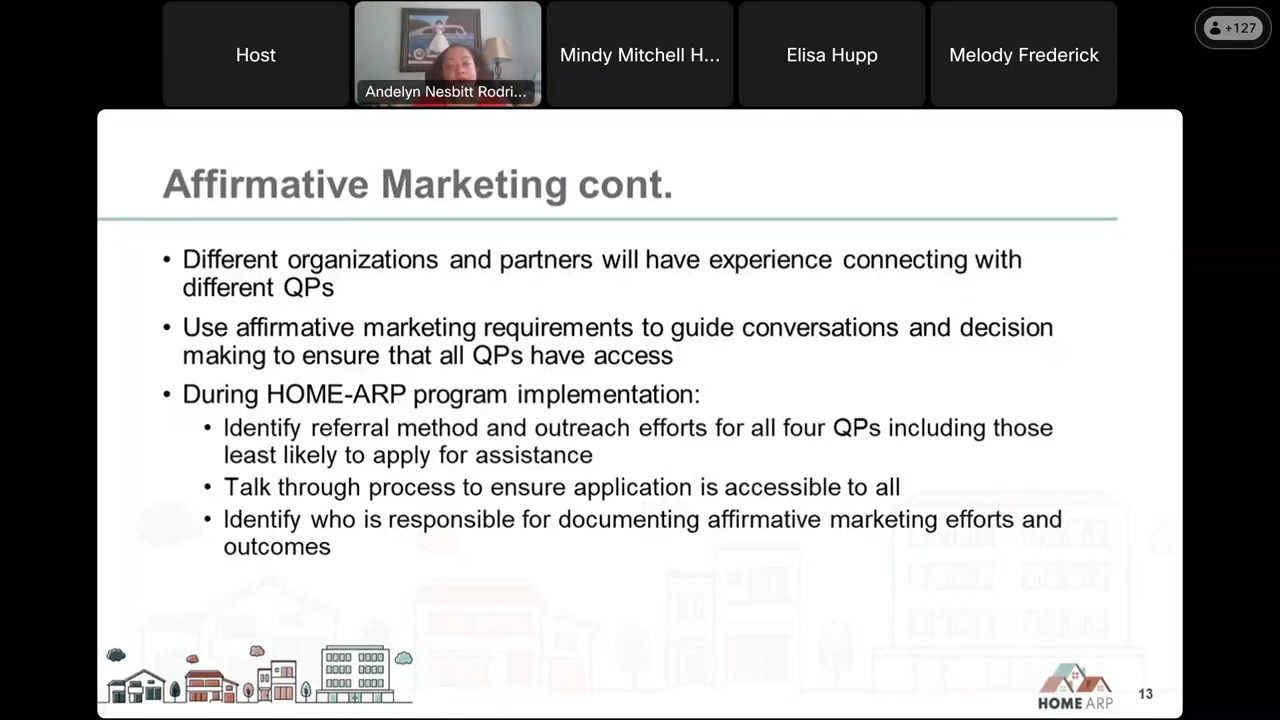 Host
Andelyn Nesbitt Rodri...
Mindy Mitchell H...
Elisa Hupp
Melody Frederick
+127
Affirmative Marketing cont.
• Different organizations and partners will have experience connecting with
different QPs
• Use affirmative marketing requirements to guide conversations and decision
making to ensure that all QPs have access
• During HOME-ARP program implementation:
• Identify referral method and outreach efforts for all four QPs including those
least likely to apply for assistance
• Talk through process to ensure application is accessible to all
• Identify who is responsible for documenting affirmative marketing efforts and
outcomes
HOME ARP
13